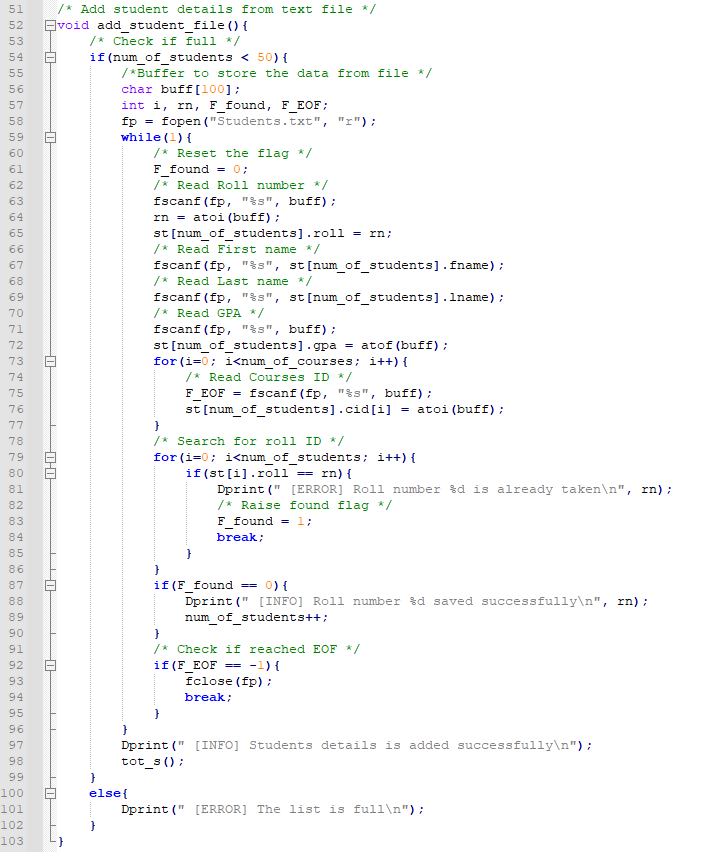 51 /* Add student details from text file */
52 void add_student_file(){
53 /* Check if full */
54 if(num_of_students < 50){
55 /*Buffer to store the data from file */
56 char buff[100];
57 int i, rn, F_found, F_EOF;
58 fp = fopen("Students.txt", "r");
59 while(1){
60 /* Reset the flag */
61 F_found = 0;
62 /* Read Roll number */
63 fscanf(fp, "%s", buff);
64 rn = atoi(buff);
65 st[num_of_students].roll = rn;
66 /* Read First name */
67 fscanf(fp, "%s", st[num_of_students].fname);
68 /* Read Last name */
69 fscanf(fp, "%s", st[num_of_students].lname);
70 /* Read GPA */
71 fscanf(fp, "%s", buff);
72 st[num_of_students].gpa = atof(buff);
73 for(i=0; i<num_of_courses; i++){
74 /* Read Courses ID */
75 F_EOF = fscanf(fp, "%s", buff);
76 st[num_of_students].cid[i] = atoi(buff);
77 }
78 /* Search for roll ID */
79 for(i=0; i<num_of_students; i++){
80 if(st[i].roll == rn){
81 Dprint(" [ERROR] Roll number %d is already taken\n", rn);
82 /* Raise found flag */
83 F_found = 1;
84 break;
85 }
86 }
87 if(F_found == 0){
88 Dprint(" [INFO] Roll number %d saved successfully\n", rn);
89 num_of_students++;
90 }
91 /* Check if reached EOF */
92 if(F_EOF == -1){
93 fclose(fp);
94 break;
95 }
96 }
97 Dprint(" [INFO] Students details is added successfully\n");
98 tot_s();
99 }
100 else{
101 Dprint(" [ERROR] The list is full\n");
102 }
103 }